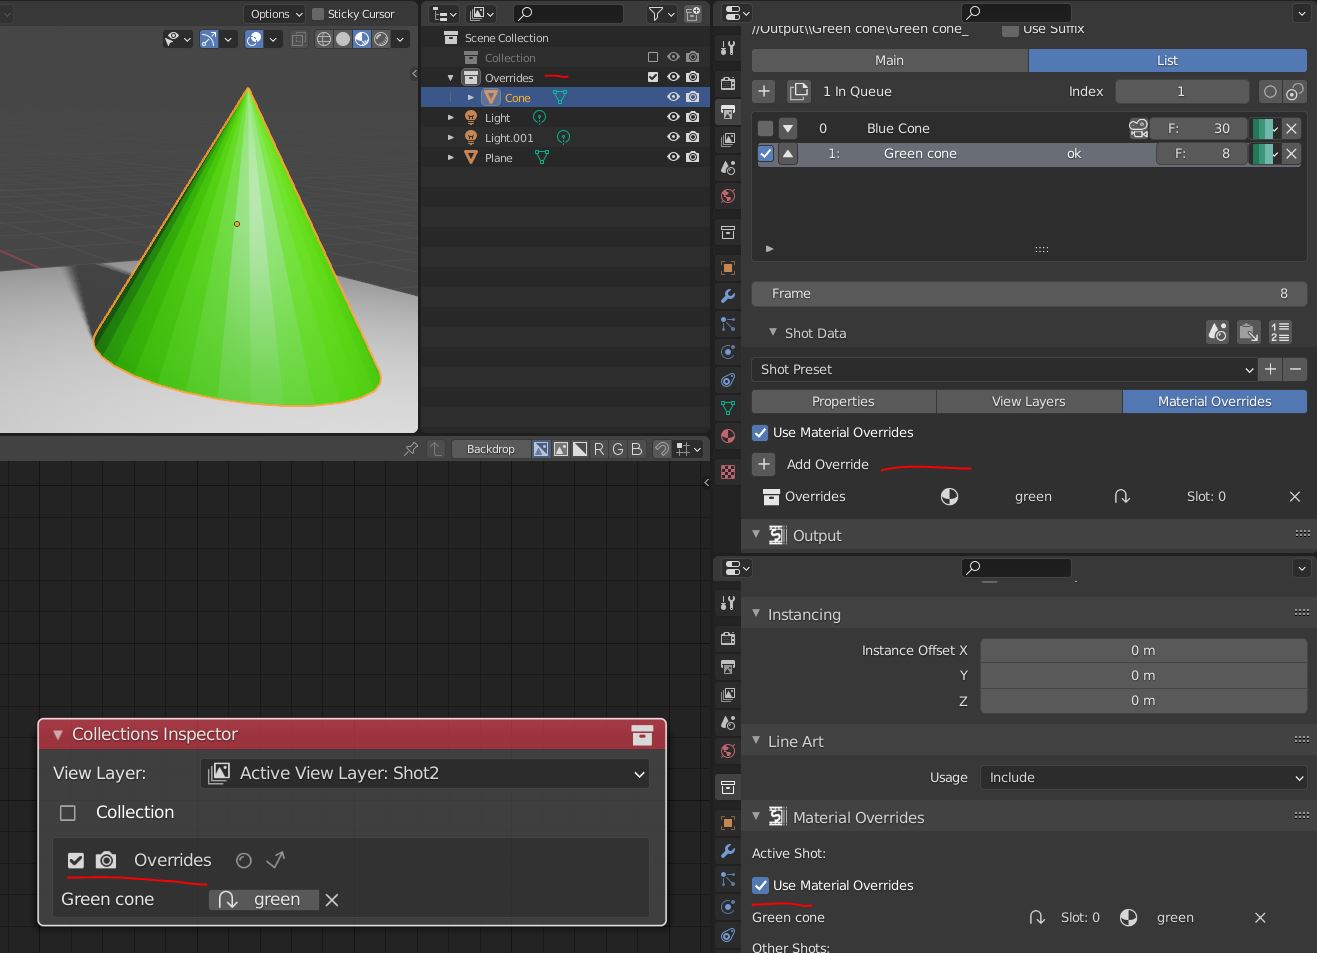 Options
Sticky Cursor
Scene Collection
Collection
Overrides
Cone
Light
Light.001
Plane
Backdrop
R G B
Collections Inspector
View Layer: Active View Layer: Shot2
Collection
Overrides
Green cone green
//Output\\Green cone\Green cone_ Use Suffix
Main List
1 In Queue Index 1
0 Blue Cone F: 30
1: Green cone ok F: 8
Frame 8
Shot Data
Shot Preset
Properties View Layers Material Overrides
Use Material Overrides
Add Override
Overrides green Slot: 0
Output
Instancing
Instance Offset X 0 m
Y 0 m
Z 0 m
Line Art
Usage Include
Material Overrides
Active Shot:
Use Material Overrides
Green cone Slot: 0 green
Other Shots: